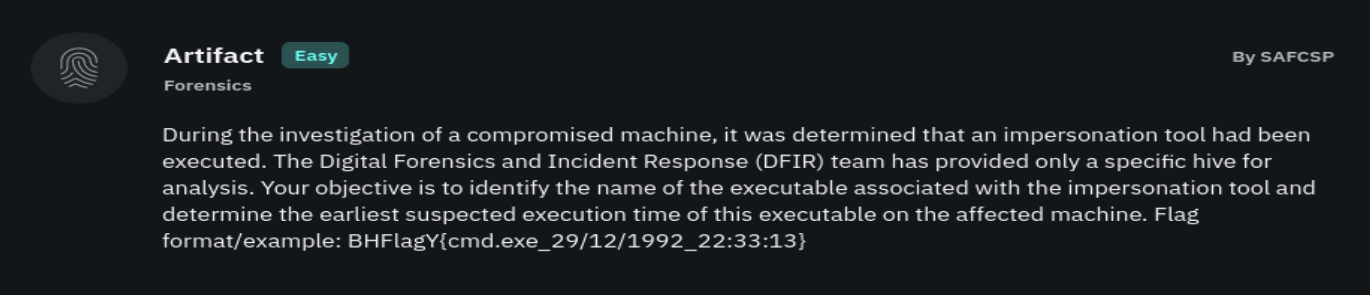 Artifact Easy
By SAFCSP
Forensics
During the investigation of a compromised machine, it was determined that an impersonation tool had been
executed. The Digital Forensics and Incident Response (DFIR) team has provided only a specific hive for
analysis. Your objective is to identify the name of the executable associated with the impersonation tool and
determine the earliest suspected execution time of this executable on the affected machine. Flag
format/example: BHFlagY{cmd.exe_29/12/1992_22:33:13}